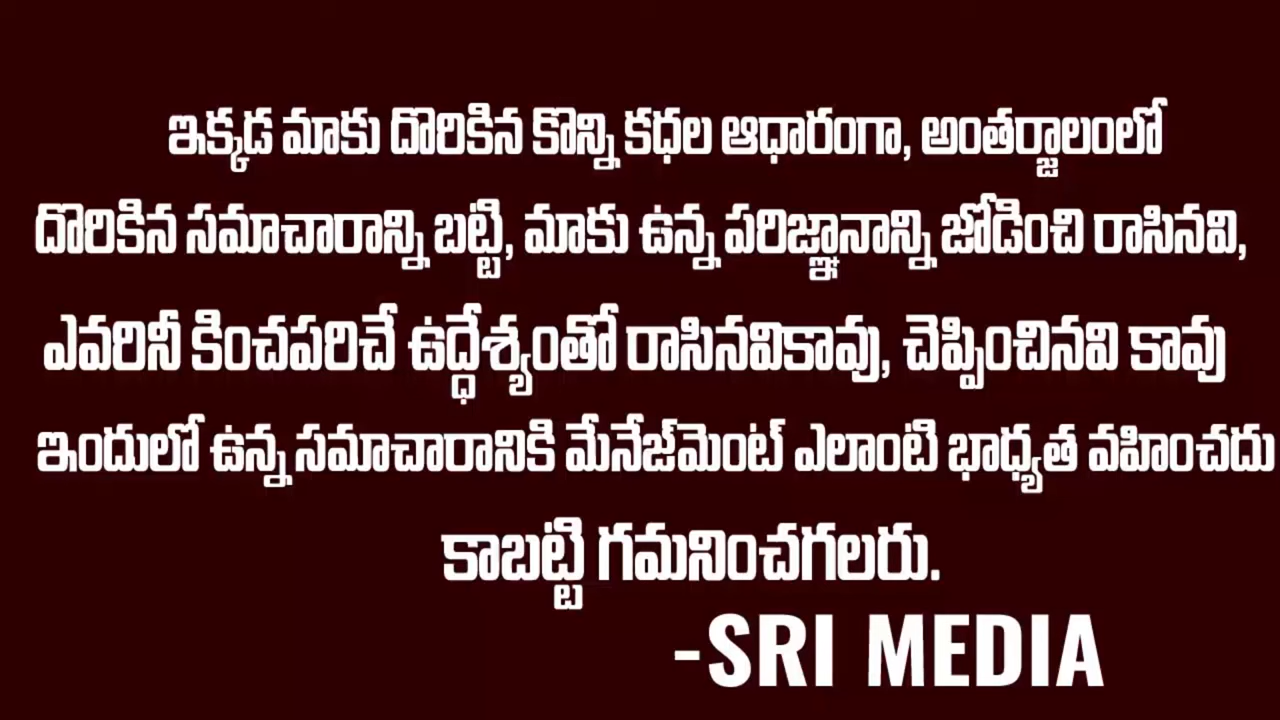 ఇక్కడ మాకు దొరికిన కొన్ని కధల ఆధారంగా, అంతర్జాలంలో
దొరికిన సమాచారాన్ని బట్టి, మాకు ఉన్న పరిజ్ఞానాన్ని జోడించి రాసినవి,
ఎవరినీ కించపరిచే ఉద్ధేశ్యంతో రాసినవికావు, చెప్పించినవి కావు
ఇందులో ఉన్న సమాచారానికి మేనేజ్‌మెంట్ ఎలాంటి భాధ్యత వహించదు
కాబట్టి గమనించగలరు.
-SRI MEDIA